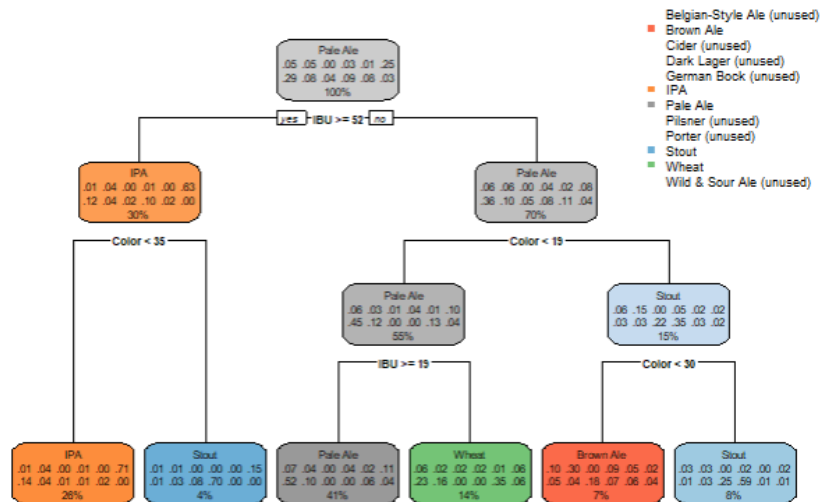 Belgian-Style Ale (unused)
Brown Ale
Cider (unused)
Dark Lager (unused)
German Bock (unused)
IPA
Pale Ale
Pilsner (unused)
Porter (unused)
Stout
Wheat
Wild & Sour Ale (unused)
Pale Ale
.05 .05 .00 .03 .01 .25
.29 .08 .04 .09 .08 .03
100%
yes IBU >= 52 no
IPA
.01 .04 .00 .01 .00 .63
.12 .04 .02 .10 .02 .00
30%
Pale Ale
.06 .06 .00 .04 .02 .08
.36 .10 .05 .08 .11 .04
70%
Color < 35
Color < 19
Pale Ale
.06 .03 .01 .04 .01 .10
.45 .12 .00 .00 .13 .04
55%
Stout
.06 .15 .00 .05 .02 .02
.03 .03 .22 .35 .03 .02
15%
IBU >= 19
Color < 30
IPA
.01 .04 .00 .01 .00 .71
.14 .04 .01 .01 .02 .00
26%
Stout
.01 .01 .00 .00 .00 .15
.01 .03 .08 .70 .00 .00
4%
Pale Ale
.07 .04 .00 .04 .02 .11
.52 .10 .00 .00 .06 .04
41%
Wheat
.06 .02 .02 .02 .01 .06
.23 .16 .00 .00 .35 .06
14%
Brown Ale
.10 .30 .00 .09 .05 .02
.05 .04 .18 .07 .06 .04
7%
Stout
.03 .03 .00 .02 .00 .02
.01 .03 .25 .59 .01 .01
8%